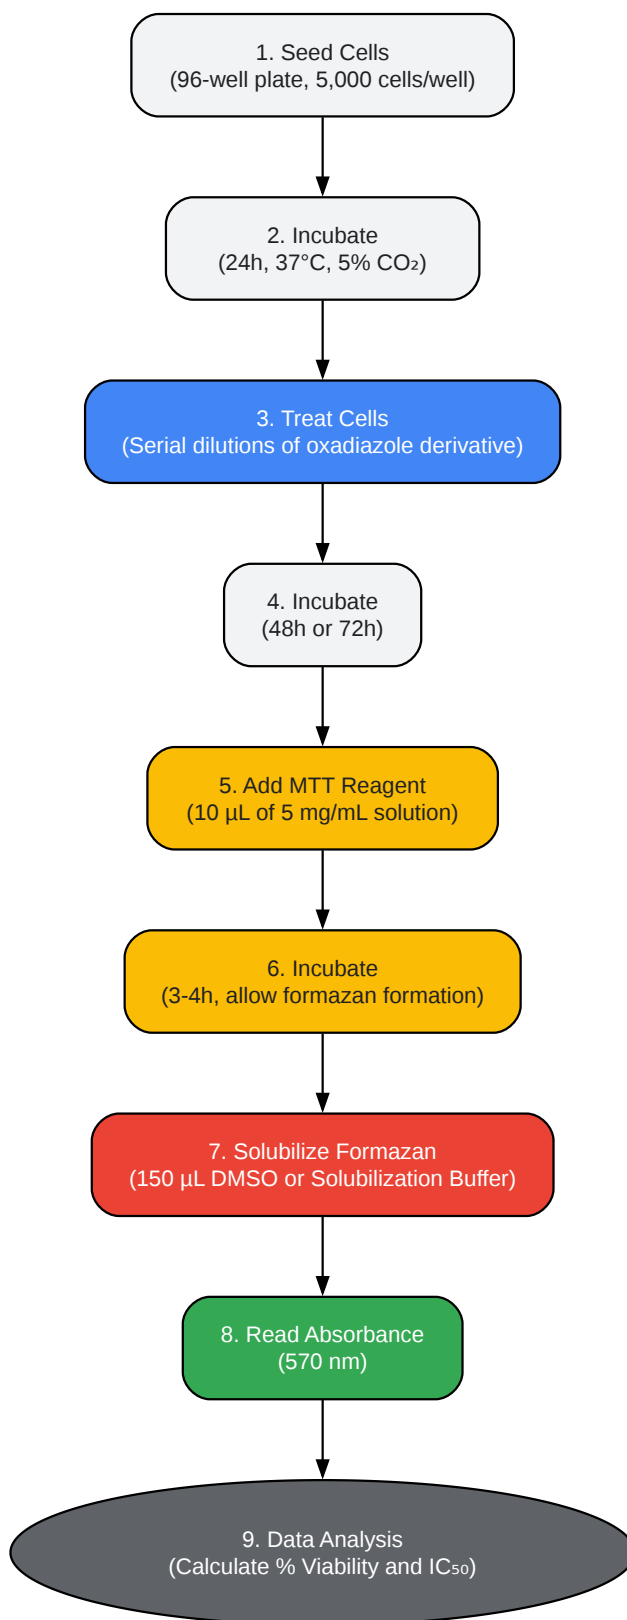 1. Seed Cells
(96-well plate, 5,000 cells/well)
2. Incubate
(24h, 37°C, 5% CO₂)
3. Treat Cells
(Serial dilutions of oxadiazole derivative)
4. Incubate
(48h or 72h)
5. Add MTT Reagent
(10 µL of 5 mg/mL solution)
6. Incubate
(3-4h, allow formazan formation)
7. Solubilize Formazan
(150 µL DMSO or Solubilization Buffer)
8. Read Absorbance
(570 nm)
9. Data Analysis
(Calculate % Viability and IC₅₀)